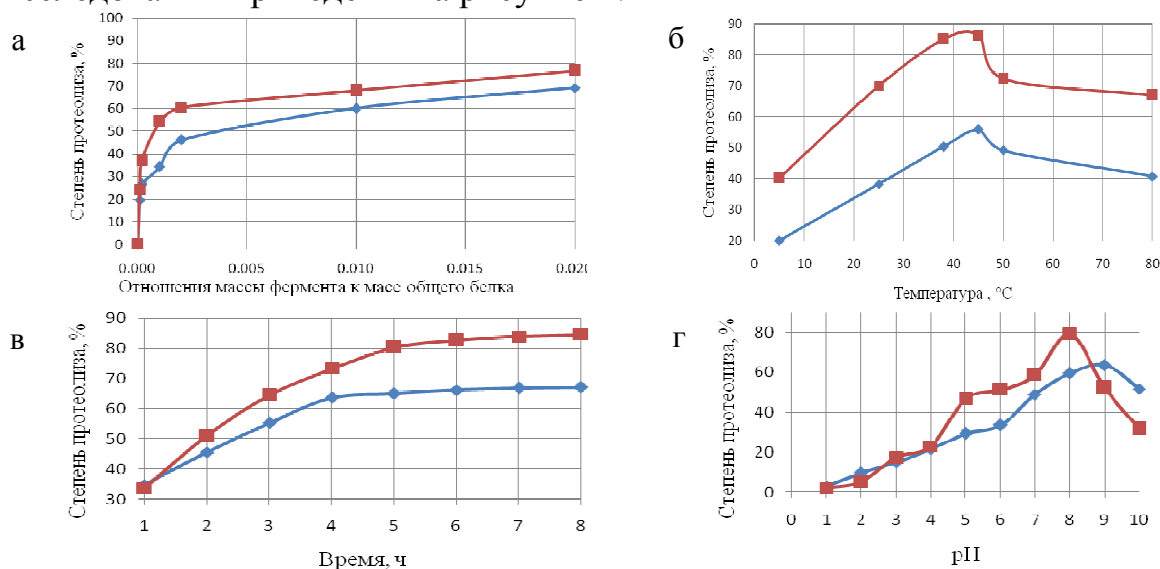 а
Степень протеолиза, %
100
90
80
70
60
50
40
30
20
10
0
0.000 0.005 0.010 0.015 0.020
Отношения массы фермента к масс общего белка
б
Степень протеолиза, %
90
80
70
60
50
40
30
20
0 10 20 30 40 50 60 70 80
Температура , °С
в
Степень протеолиза, %
90
80
70
60
50
40
30
1 2 3 4 5 6 7 8
Время, ч
г
Степень протеолиза, %
80
60
40
20
0
0 1 2 3 4 5 6 7 8 9 10
pH